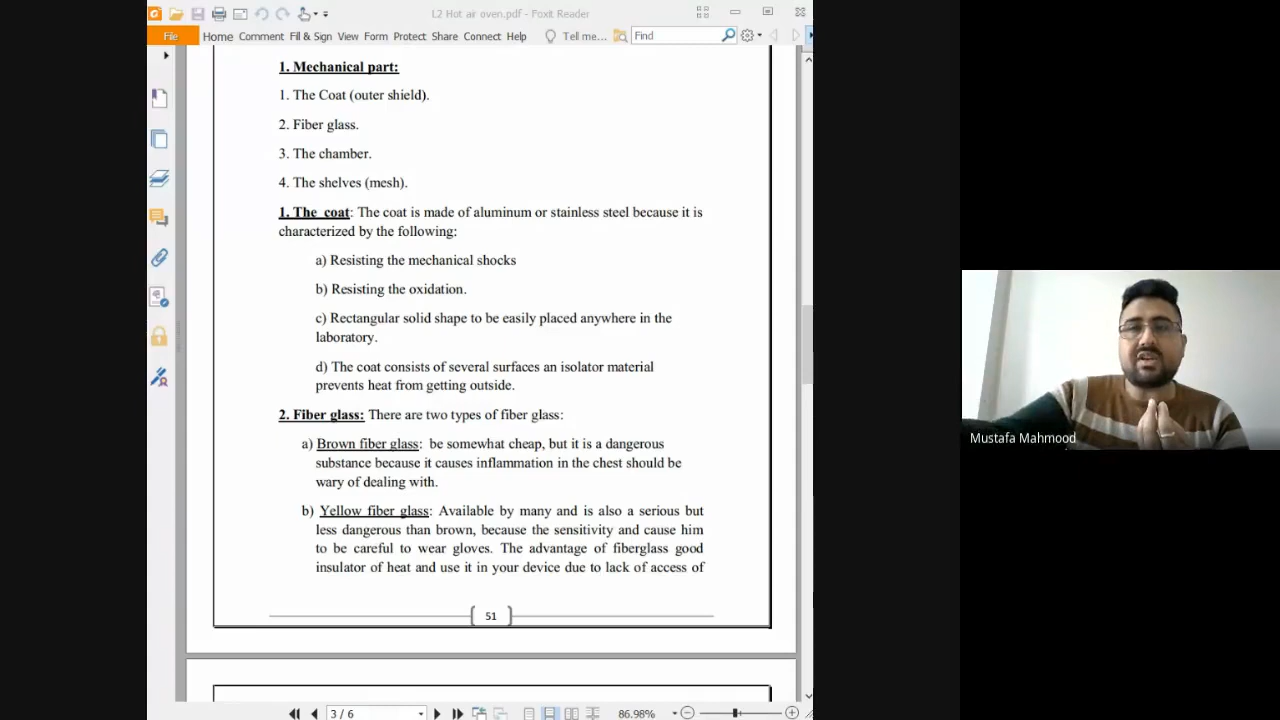 L2 Hot air oven.pdf - Foxit Reader
File Home Comment Fill & Sign View Form Protect Share Connect Help Tell me... Find
1. Mechanical part:
1. The Coat (outer shield).
2. Fiber glass.
3. The chamber.
4. The shelves (mesh).
1. The coat: The coat is made of aluminum or stainless steel because it is
characterized by the following:
a) Resisting the mechanical shocks
b) Resisting the oxidation.
c) Rectangular solid shape to be easily placed anywhere in the
laboratory.
d) The coat consists of several surfaces an isolator material
prevents heat from getting outside.
2. Fiber glass: There are two types of fiber glass:
a) Brown fiber glass: be somewhat cheap, but it is a dangerous
substance because it causes inflammation in the chest should be
wary of dealing with.
b) Yellow fiber glass: Available by many and is also a serious but
less dangerous than brown, because the sensitivity and cause him
to be careful to wear gloves. The advantage of fiberglass good
insulator of heat and use it in your device due to lack of access of
51
3 / 6
86.98%
Mustafa Mahmood